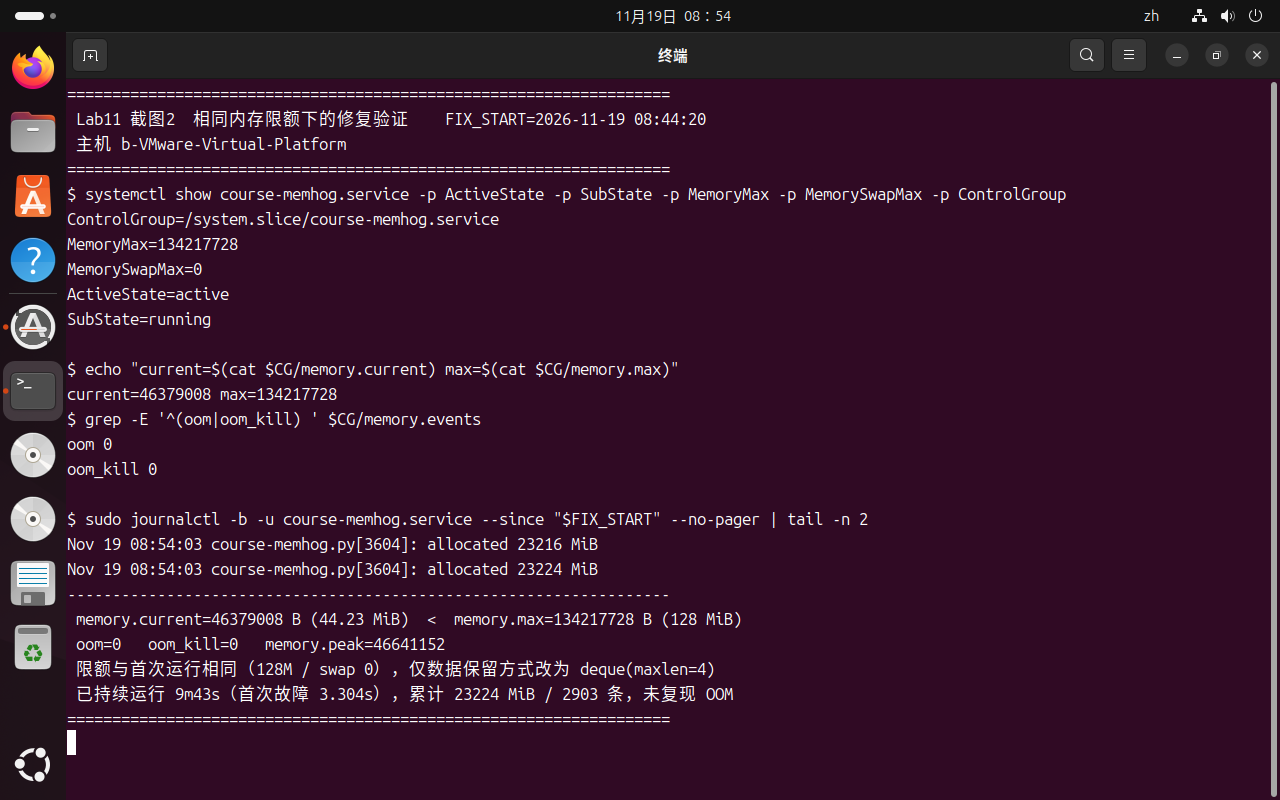 11月19日 08：54
zh
终端
===================================================================
Lab11 截图2  相同内存限额下的修复验证    FIX_START=2026-11-19 08:44:20
主机 b-VMware-Virtual-Platform
===================================================================
$ systemctl show course-memhog.service -p ActiveState -p SubState -p MemoryMax -p MemorySwapMax -p ControlGroup
ControlGroup=/system.slice/course-memhog.service
MemoryMax=134217728
MemorySwapMax=0
ActiveState=active
SubState=running
$ echo "current=$(cat $CG/memory.current) max=$(cat $CG/memory.max)"
current=46379008 max=134217728
$ grep -E '^(oom|oom_kill) ' $CG/memory.events
oom 0
oom_kill 0
$ sudo journalctl -b -u course-memhog.service --since "$FIX_START" --no-pager | tail -n 2
Nov 19 08:54:03 course-memhog.py[3604]: allocated 23216 MiB
Nov 19 08:54:03 course-memhog.py[3604]: allocated 23224 MiB
-------------------------------------------------------------------
memory.current=46379008 B (44.23 MiB)  <  memory.max=134217728 B (128 MiB)
oom=0   oom_kill=0   memory.peak=46641152
限额与首次运行相同（128M / swap 0），仅数据保留方式改为 deque(maxlen=4)
已持续运行 9m43s（首次故障 3.304s），累计 23224 MiB / 2903 条，未复现 OOM
===================================================================